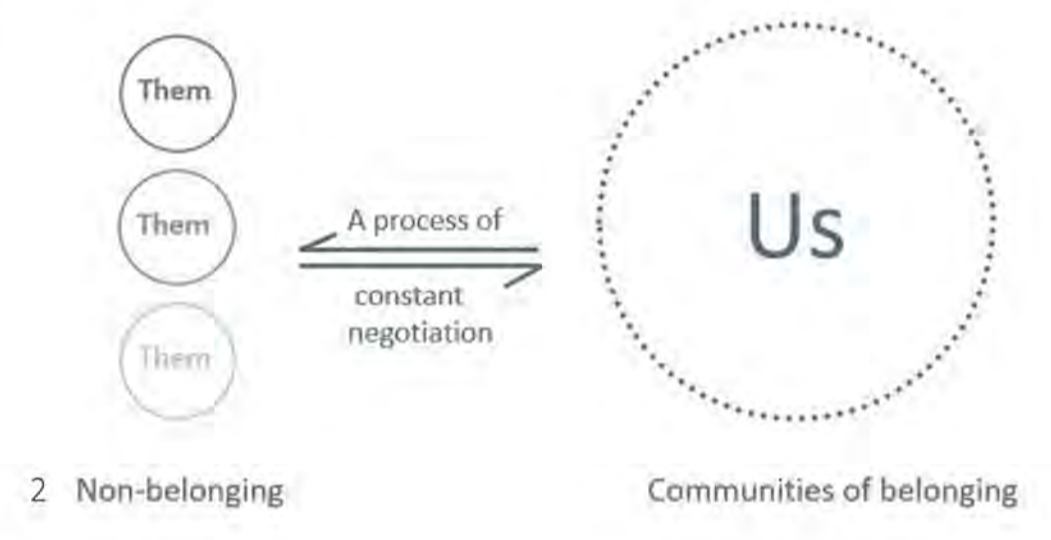 Them
Them
Them
A process of
constant
negotiation
Us
2 Non-belonging
Communities of belonging